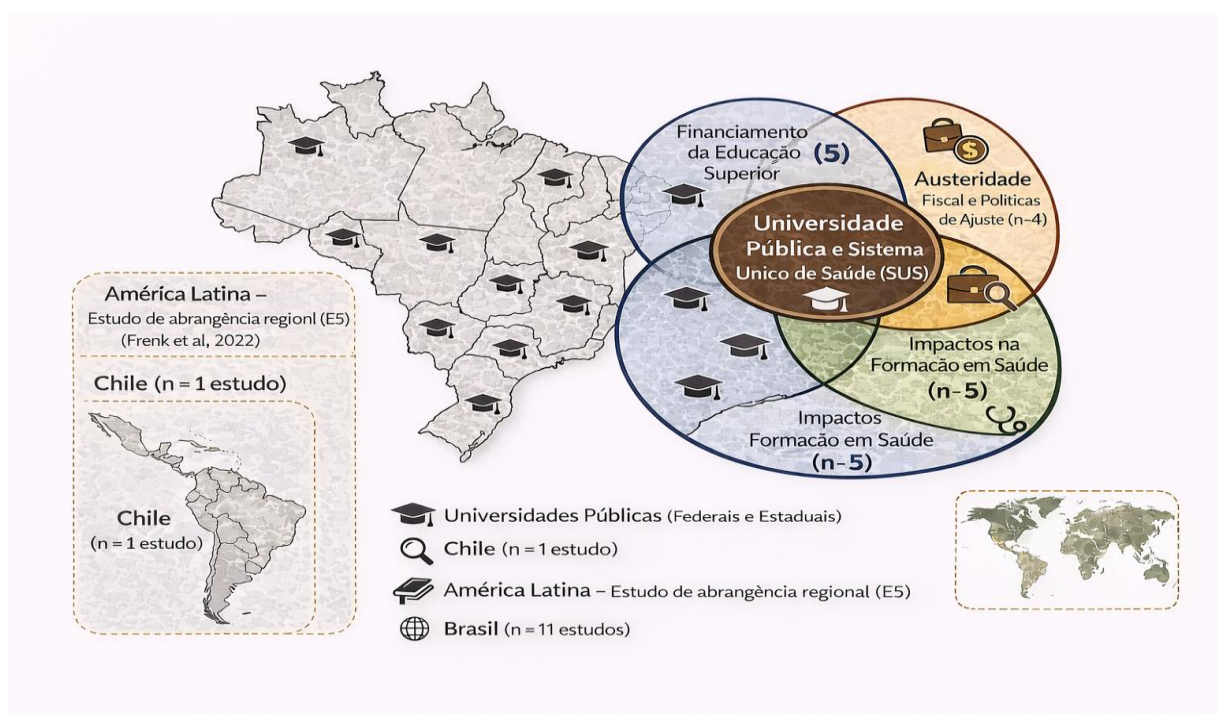 Financiamento
da Educação (5)
Superior
Austeridade
Fiscal e Politicas
de Ajuste (n-4)
Universidade
Pública e Sistema
Unico de Saúde (SUS)
Impactos na
Formacão em Saúde
(n-5)
Impactos
Formacão em Saúde
(n-5)
América Latina –
Estudo de abrangência regionl (E5)
(Frenk et al, 2022)
Chile (n = 1 estudo)
Chile
(n = 1 estudo)
Universidades Públicas (Federais e Estaduais)
Chile (n = 1 estudo)
América Latina – Estudo de abrangència regional (E5)
Brasil (n = 11 estudos)